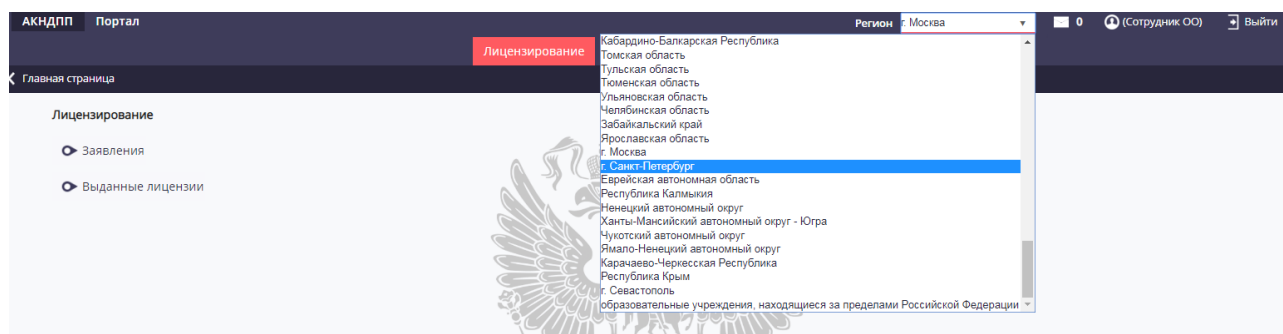 АКНДПП Портал Регион г. Москва 0 (Сотрудник ОО) Выйти
Лицензирование
Главная страница
Лицензирование
Заявления
Выданные лицензии
Кабардино-Балкарская Республика
Томская область
Тульская область
Тюменская область
Ульяновская область
Челябинская область
Забайкальский край
Ярославская область
г. Москва
г. Санкт-Петербург
Еврейская автономная область
Республика Калмыкия
Ненецкий автономный округ
Ханты-Мансийский автономный округ - Югра
Чукотский автономный округ
Ямало-Ненецкий автономный округ
Карачаево-Черкесская Республика
Республика Крым
г. Севастополь
образовательные учреждения, находящиеся за пределами Российской Федерации